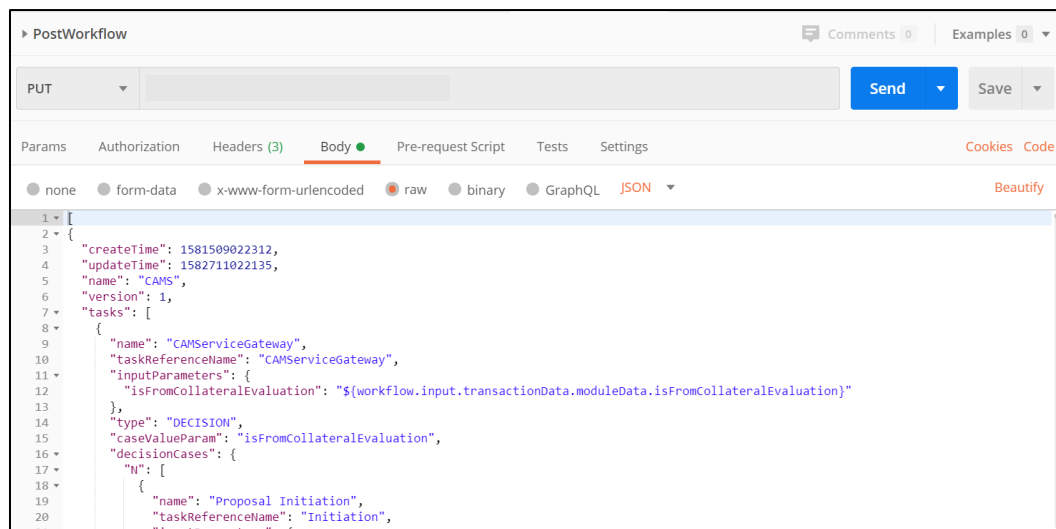 PostWorkflow Comments 0 Examples 0
PUT Send Save
Params Authorization Headers (3) Body Pre-request Script Tests Settings Cookies Code
none form-data x-www-form-urlencoded raw binary GraphQL JSON Beautify
1 [
2 {
3 "createTime": 1581509022312,
4 "updateTime": 1582711022135,
5 "name": "CAMS",
6 "version": 1,
7 "tasks": [
8 {
9 "name": "CAMServiceGateway",
10 "taskReferenceName": "CAMServiceGateway",
11 "inputParameters": {
12 "isFromCollateralEvaluation": "${workflow.input.transactionData.moduleData.isFromCollateralEvaluation}"
13 },
14 "type": "DECISION",
15 "caseValueParam": "isFromCollateralEvaluation",
16 "decisionCases": {
17 "N": [
18 {
19 "name": "Proposal Initiation",
20 "taskReferenceName": "Initiation",